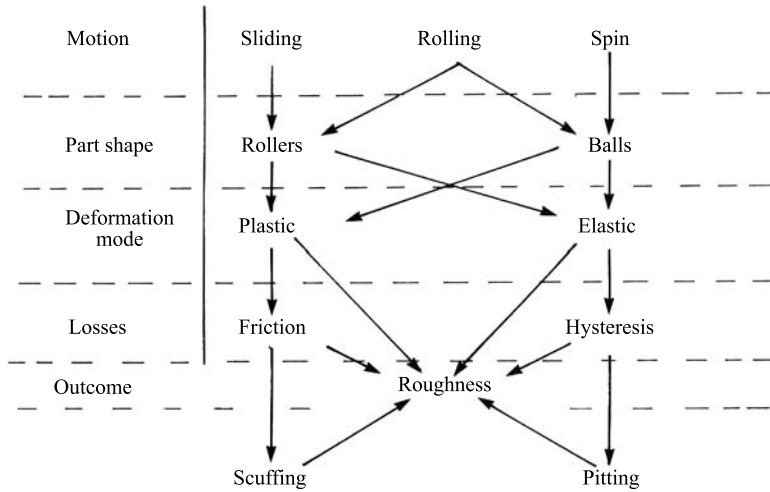 Motion Sliding Rolling Spin
Part shape Rollers Balls
Deformation
mode Plastic Elastic
Losses Friction Hysteresis
Outcome Roughness
Scuffing Pitting